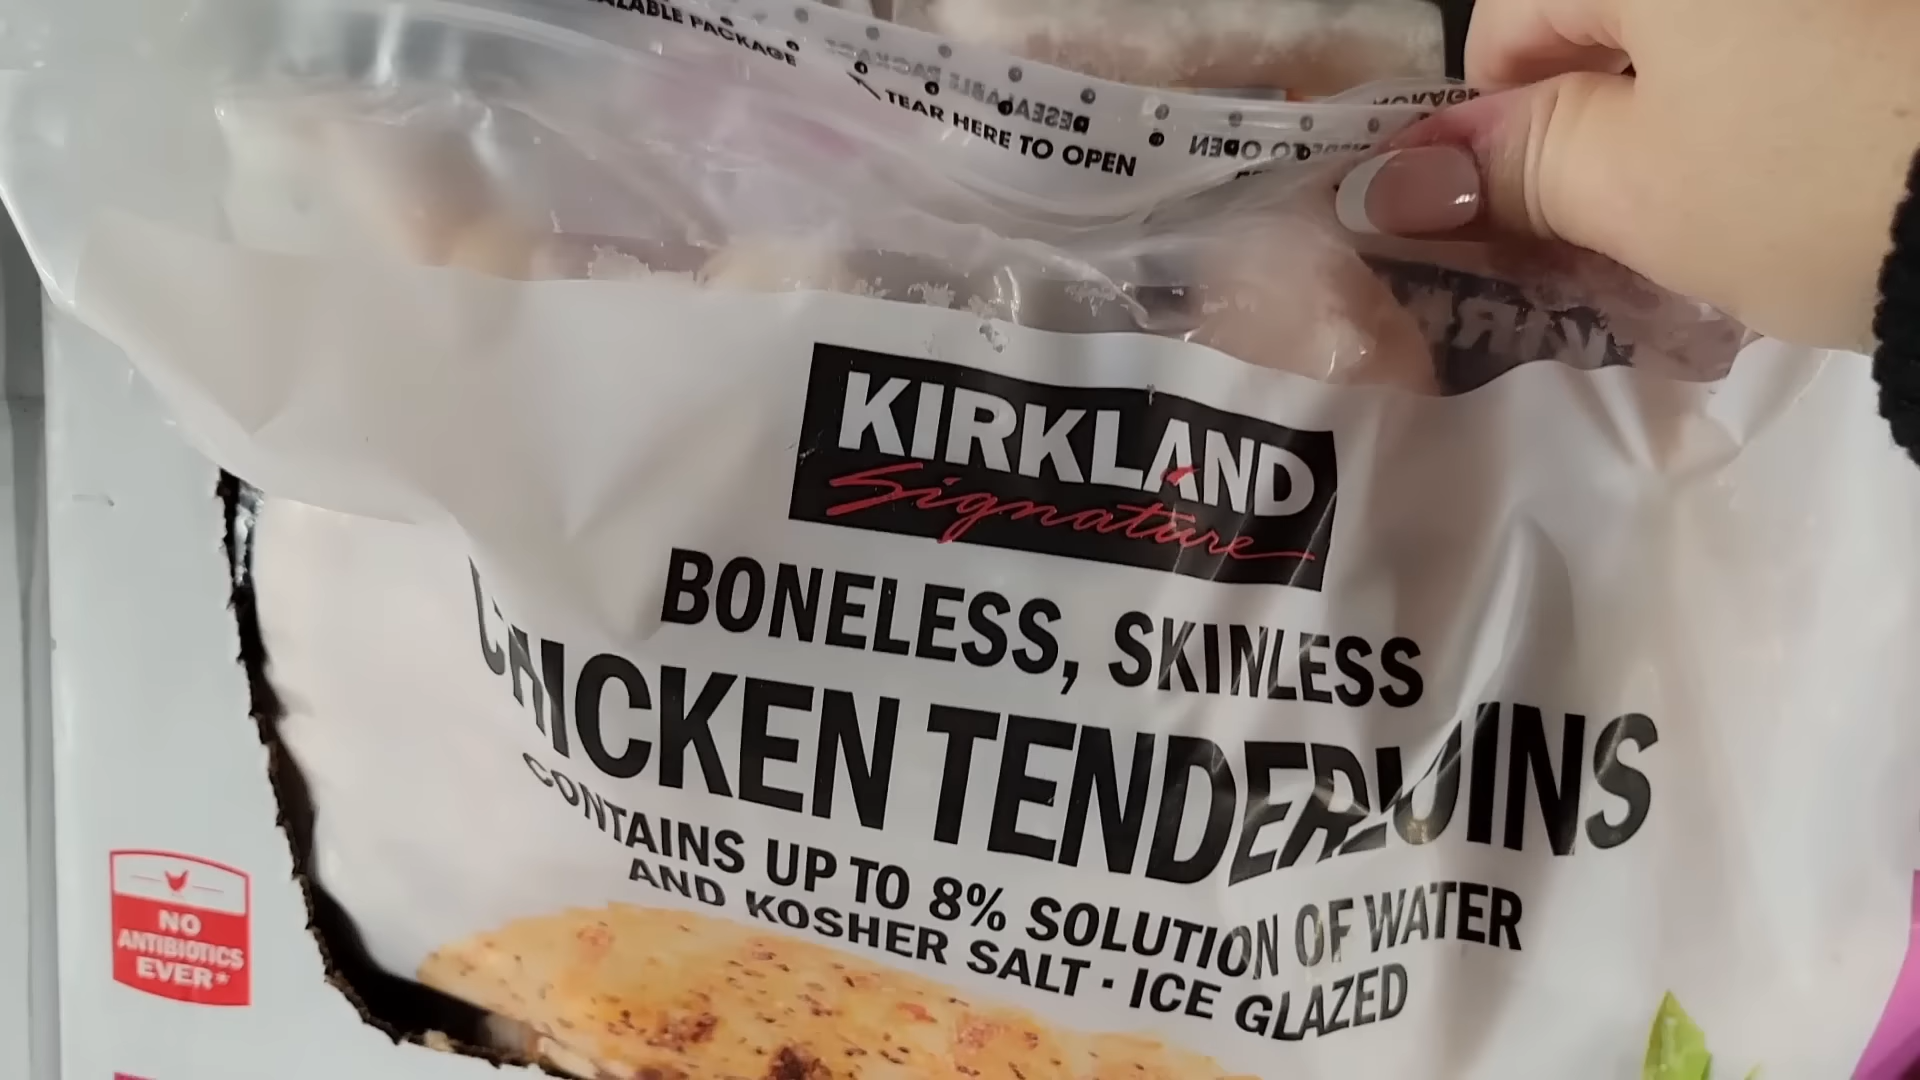 PACKAGE
TEAR HERE TO OPEN
KIRKLAND
Signature
BONELESS, SKINLESS
CHICKEN TENDERLOINS
CONTAINS UP TO 8% SOLUTION OF WATER
AND KOSHER SALT · ICE GLAZED
NO
ANTIBIOTICS
EVER*